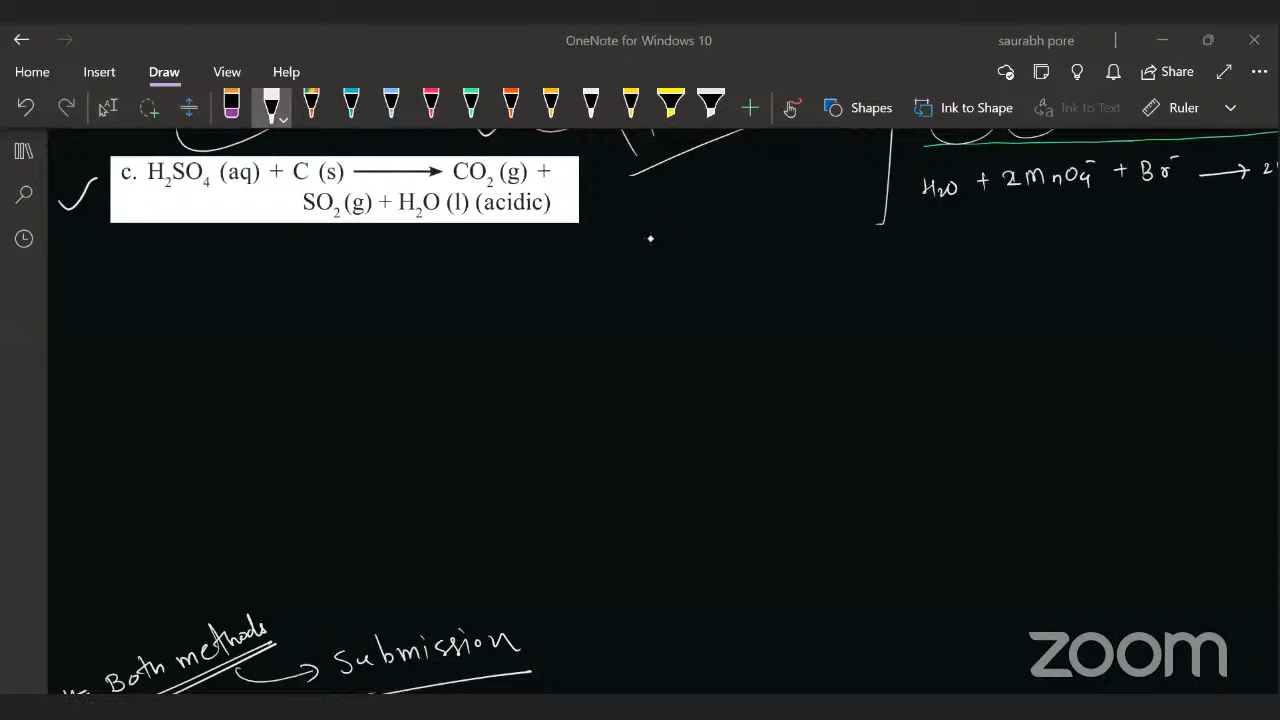 OneNote for Windows 10
saurabh pore
Home Insert Draw View Help
Share
Shapes Ink to Shape Ink to Text Ruler
c. H₂SO₄ (aq) + C (s) ⟶ CO₂ (g) +
SO₂ (g) + H₂O (l) (acidic)
H₂O + 2MnO₄⁻ + Br⁻ ⟶
Both methods → Submission
zoom